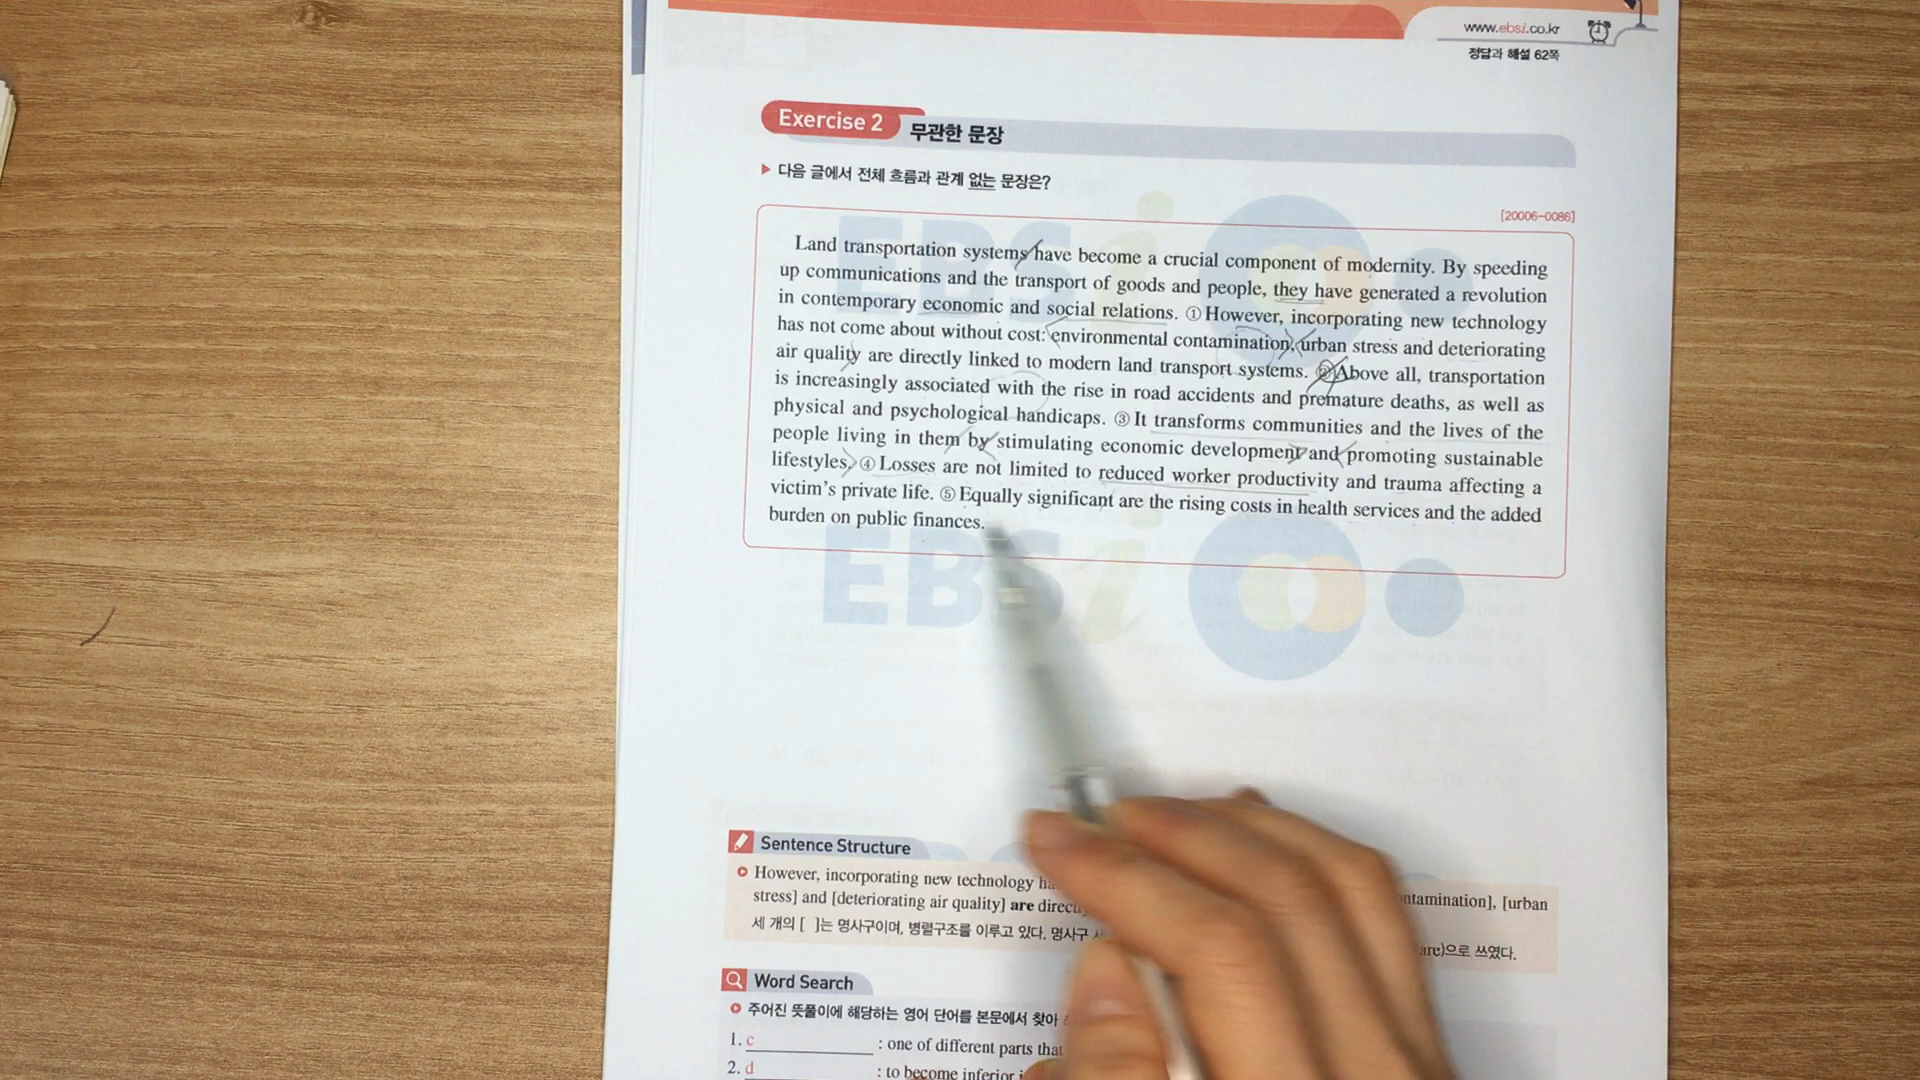 www.ebsi.co.kr
정답과 해설 62쪽
Exercise 2 무관한 문장
▶ 다음 글에서 전체 흐름과 관계 없는 문장은?
[20006-0086]
Land transportation systems have become a crucial component of modernity. By speeding
up communications and the transport of goods and people, they have generated a revolution
in contemporary economic and social relations. ① However, incorporating new technology
has not come about without cost: environmental contamination, urban stress and deteriorating
air quality are directly linked to modern land transport systems. ② Above all, transportation
is increasingly associated with the rise in road accidents and premature deaths, as well as
physical and psychological handicaps. ③ It transforms communities and the lives of the
people living in them by stimulating economic development and promoting sustainable
lifestyles. ④ Losses are not limited to reduced worker productivity and trauma affecting a
victim's private life. ⑤ Equally significant are the rising costs in health services and the added
burden on public finances.
EBSi
EBSi
Sentence Structure
However, incorporating new technology ntamination], [urban
stress] and [deteriorating air quality] are
세 개의 [ ]는 명사구이며, 병렬구조를 이루고 있다. 명사구 are)으로 쓰였다.
Word Search
주어진 뜻풀이에 해당하는 영어 단어를 본문에서 찾아
1. c : one of different parts that
2. d : to become inferior